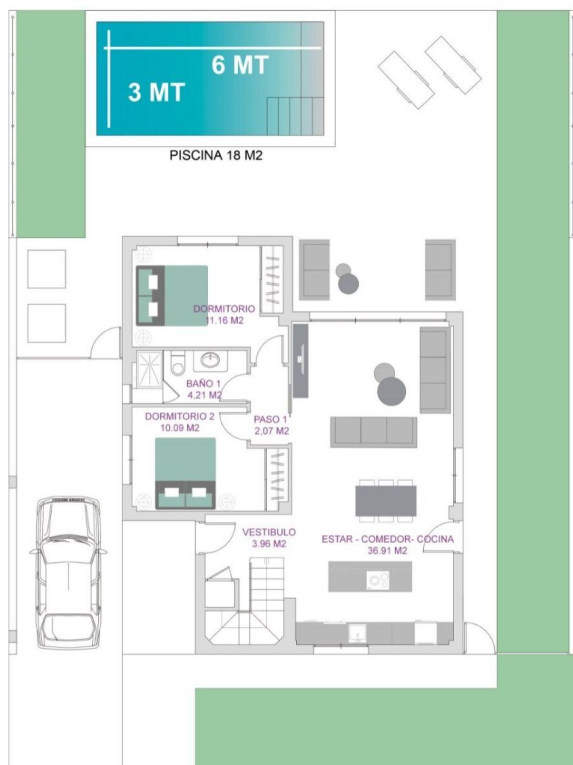 6 MT
3 MT
PISCINA 18 M2
DORMITORIO
11.16 M2
BAÑO 1
4,21 M2
DORMITORIO 2
10.09 M2
PASO 1
2,07 M2
VESTIBULO
3.96 M2
ESTAR - COMEDOR- COCINA
36.91 M2